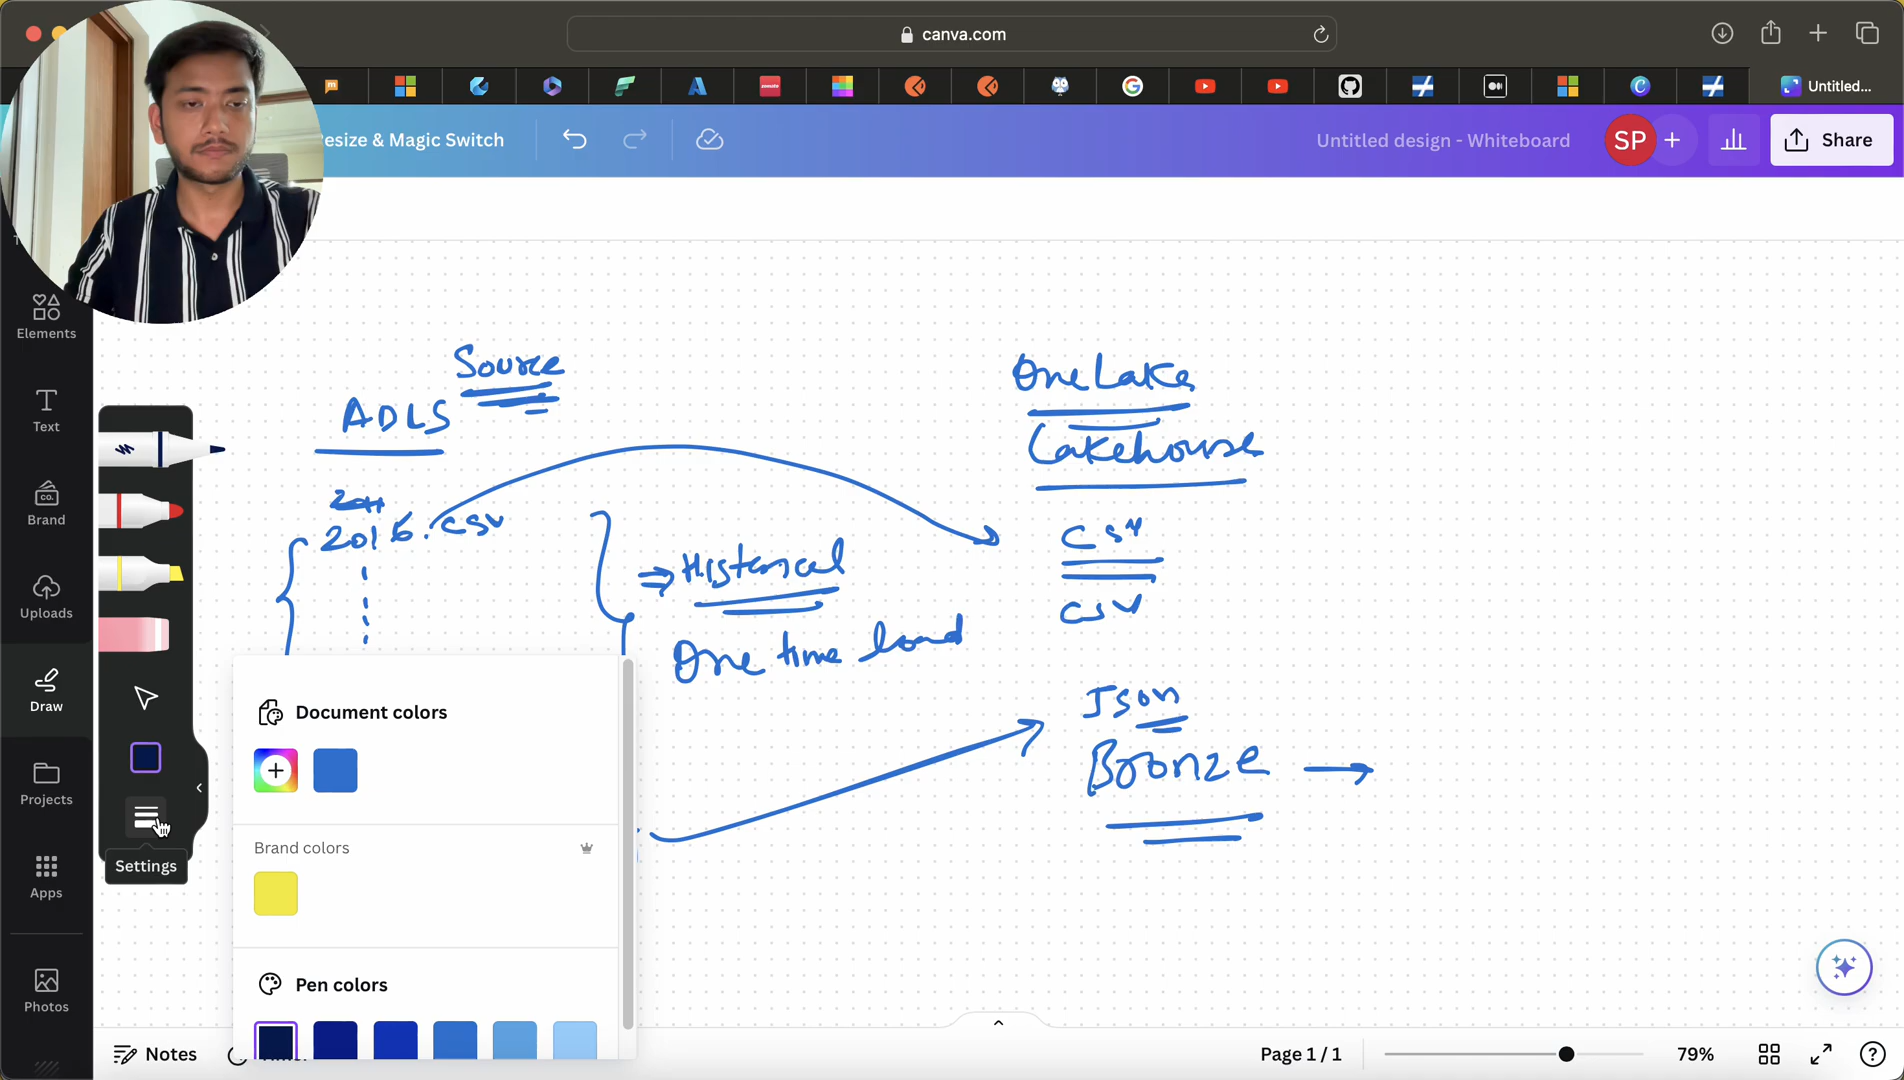 canva.com
Untitled...
esize & Magic Switch
Untitled design - Whiteboard
SP
Share
Elements
Text
Brand
Uploads
Draw
Projects
Apps
Photos
Settings
Source
ADLS
2016.csv
Historical
One time load
OneLake
Lakehouse
CSV
CSV
Json
Bronze
Document colors
Brand colors
Pen colors
Notes
Page 1 / 1
79%